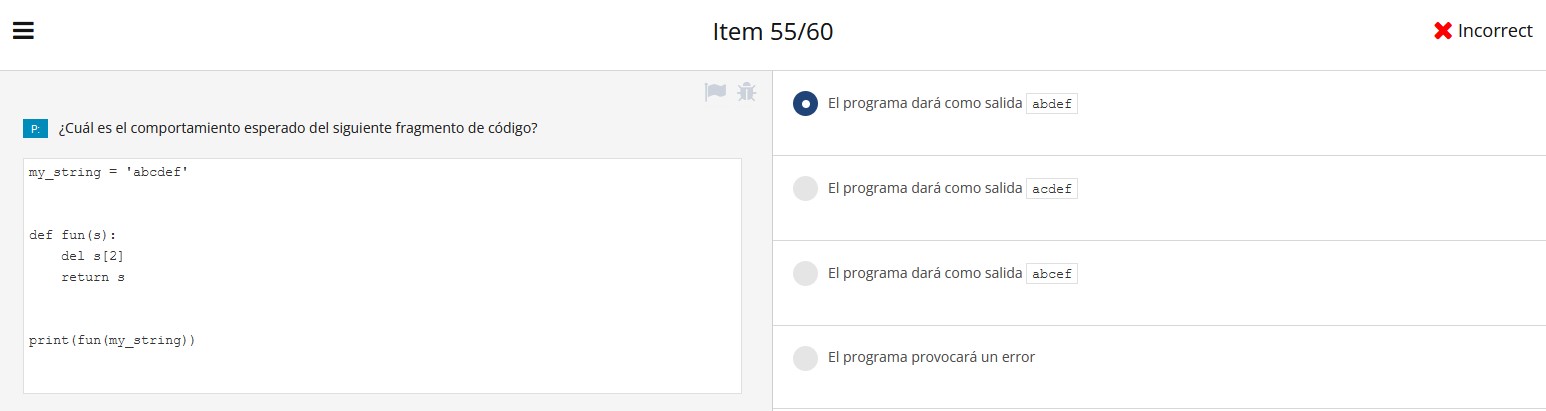 Item 55/60
Incorrect
P: ¿Cuál es el comportamiento esperado del siguiente fragmento de código?
my_string = 'abcdef'
def fun(s):
    del s[2]
    return s
print(fun(my_string))
El programa dará como salida abdef
El programa dará como salida acdef
El programa dará como salida abcef
El programa provocará un error